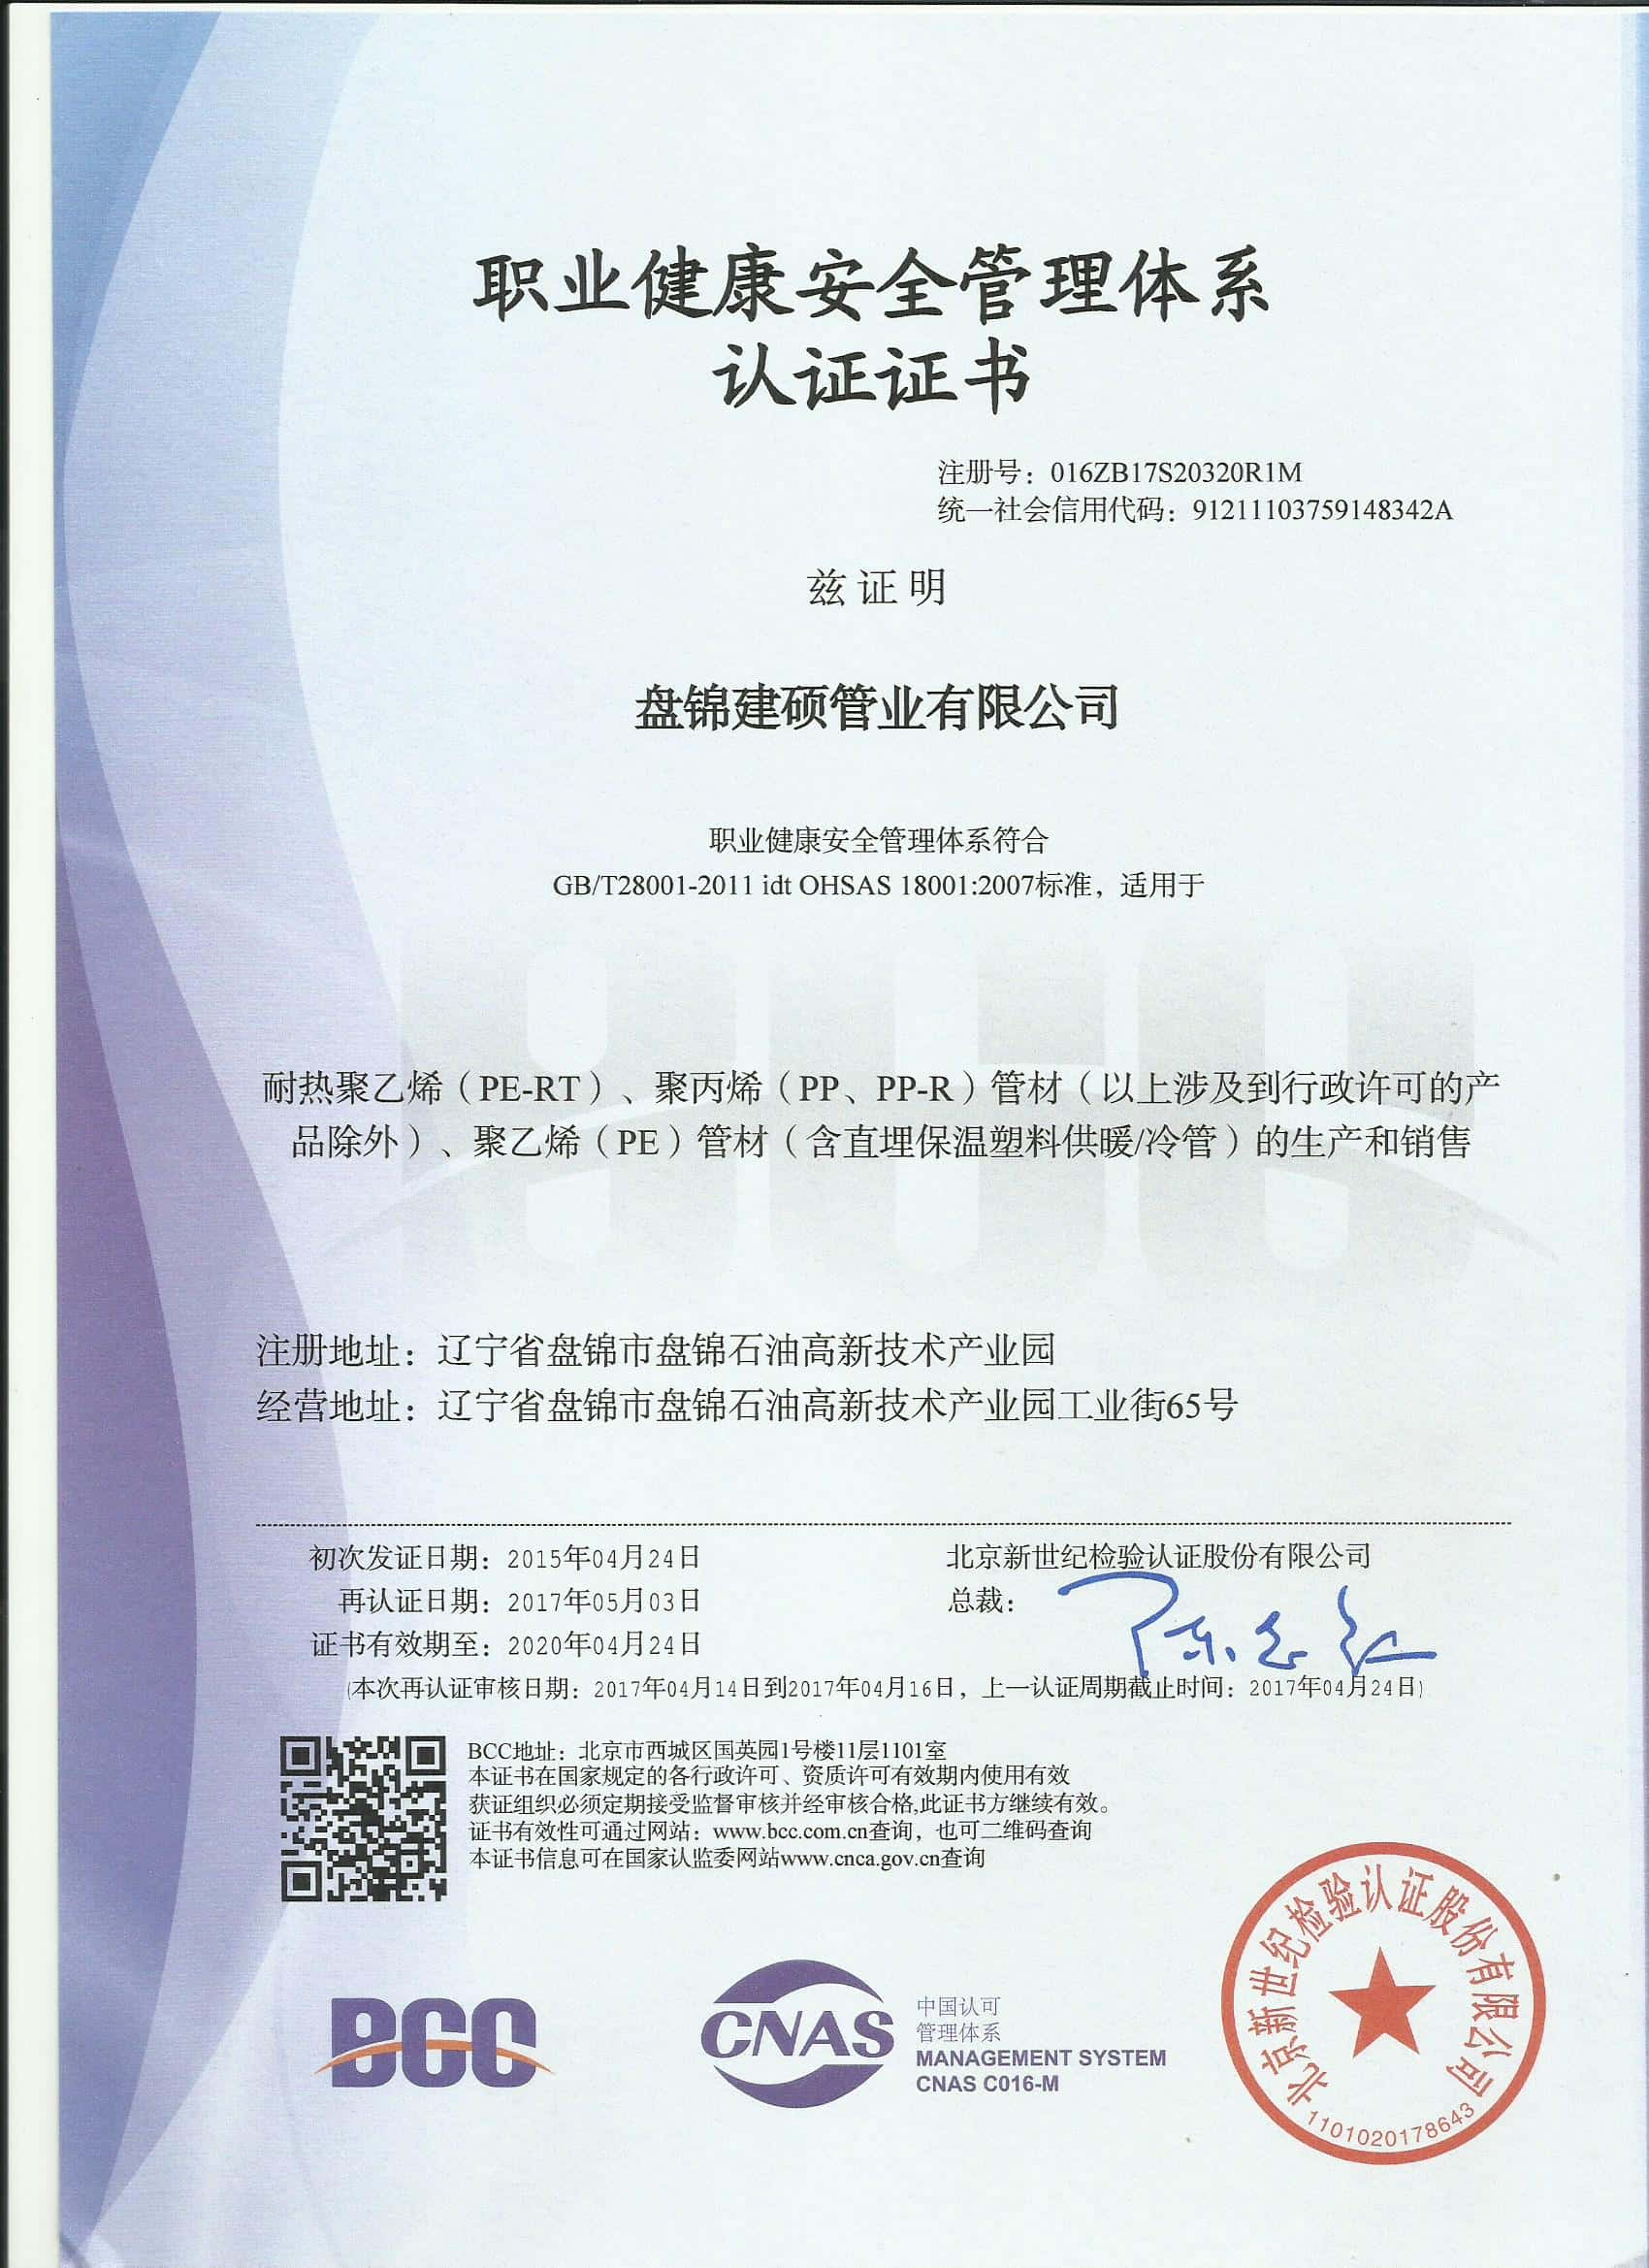 职业健康安全管理体系
认证证书
注册号：016ZB17S20320R1M
统一社会信用代码：91211103759148342A
兹证明
盘锦建硕管业有限公司
职业健康安全管理体系符合
GB/T28001-2011 idt OHSAS 18001:2007标准，适用于
耐热聚乙烯（PE-RT）、聚丙烯（PP、PP-R）管材（以上涉及到行政许可的产
品除外）、聚乙烯（PE）管材（含直埋保温塑料供暖/冷管）的生产和销售
注册地址：辽宁省盘锦市盘锦石油高新技术产业园
经营地址：辽宁省盘锦市盘锦石油高新技术产业园工业街65号
初次发证日期：2015年04月24日
再认证日期：2017年05月03日
证书有效期至：2020年04月24日
北京新世纪检验认证股份有限公司
总裁：
(本次再认证审核日期：2017年04月14日到2017年04月16日，上一认证周期截止时间：2017年04月24日)
BCC地址：北京市西城区国英园1号楼11层1101室
本证书在国家规定的各行政许可、资质许可有效期内使用有效
获证组织必须定期接受监督审核并经审核合格,此证书方继续有效。
证书有效性可通过网站：www.bcc.com.cn查询，也可二维码查询
本证书信息可在国家认监委网站www.cnca.gov.cn查询
BCC
CNAS
中国认可
管理体系
MANAGEMENT SYSTEM
CNAS C016-M
北京新世纪检验认证股份有限公司
1101020178643